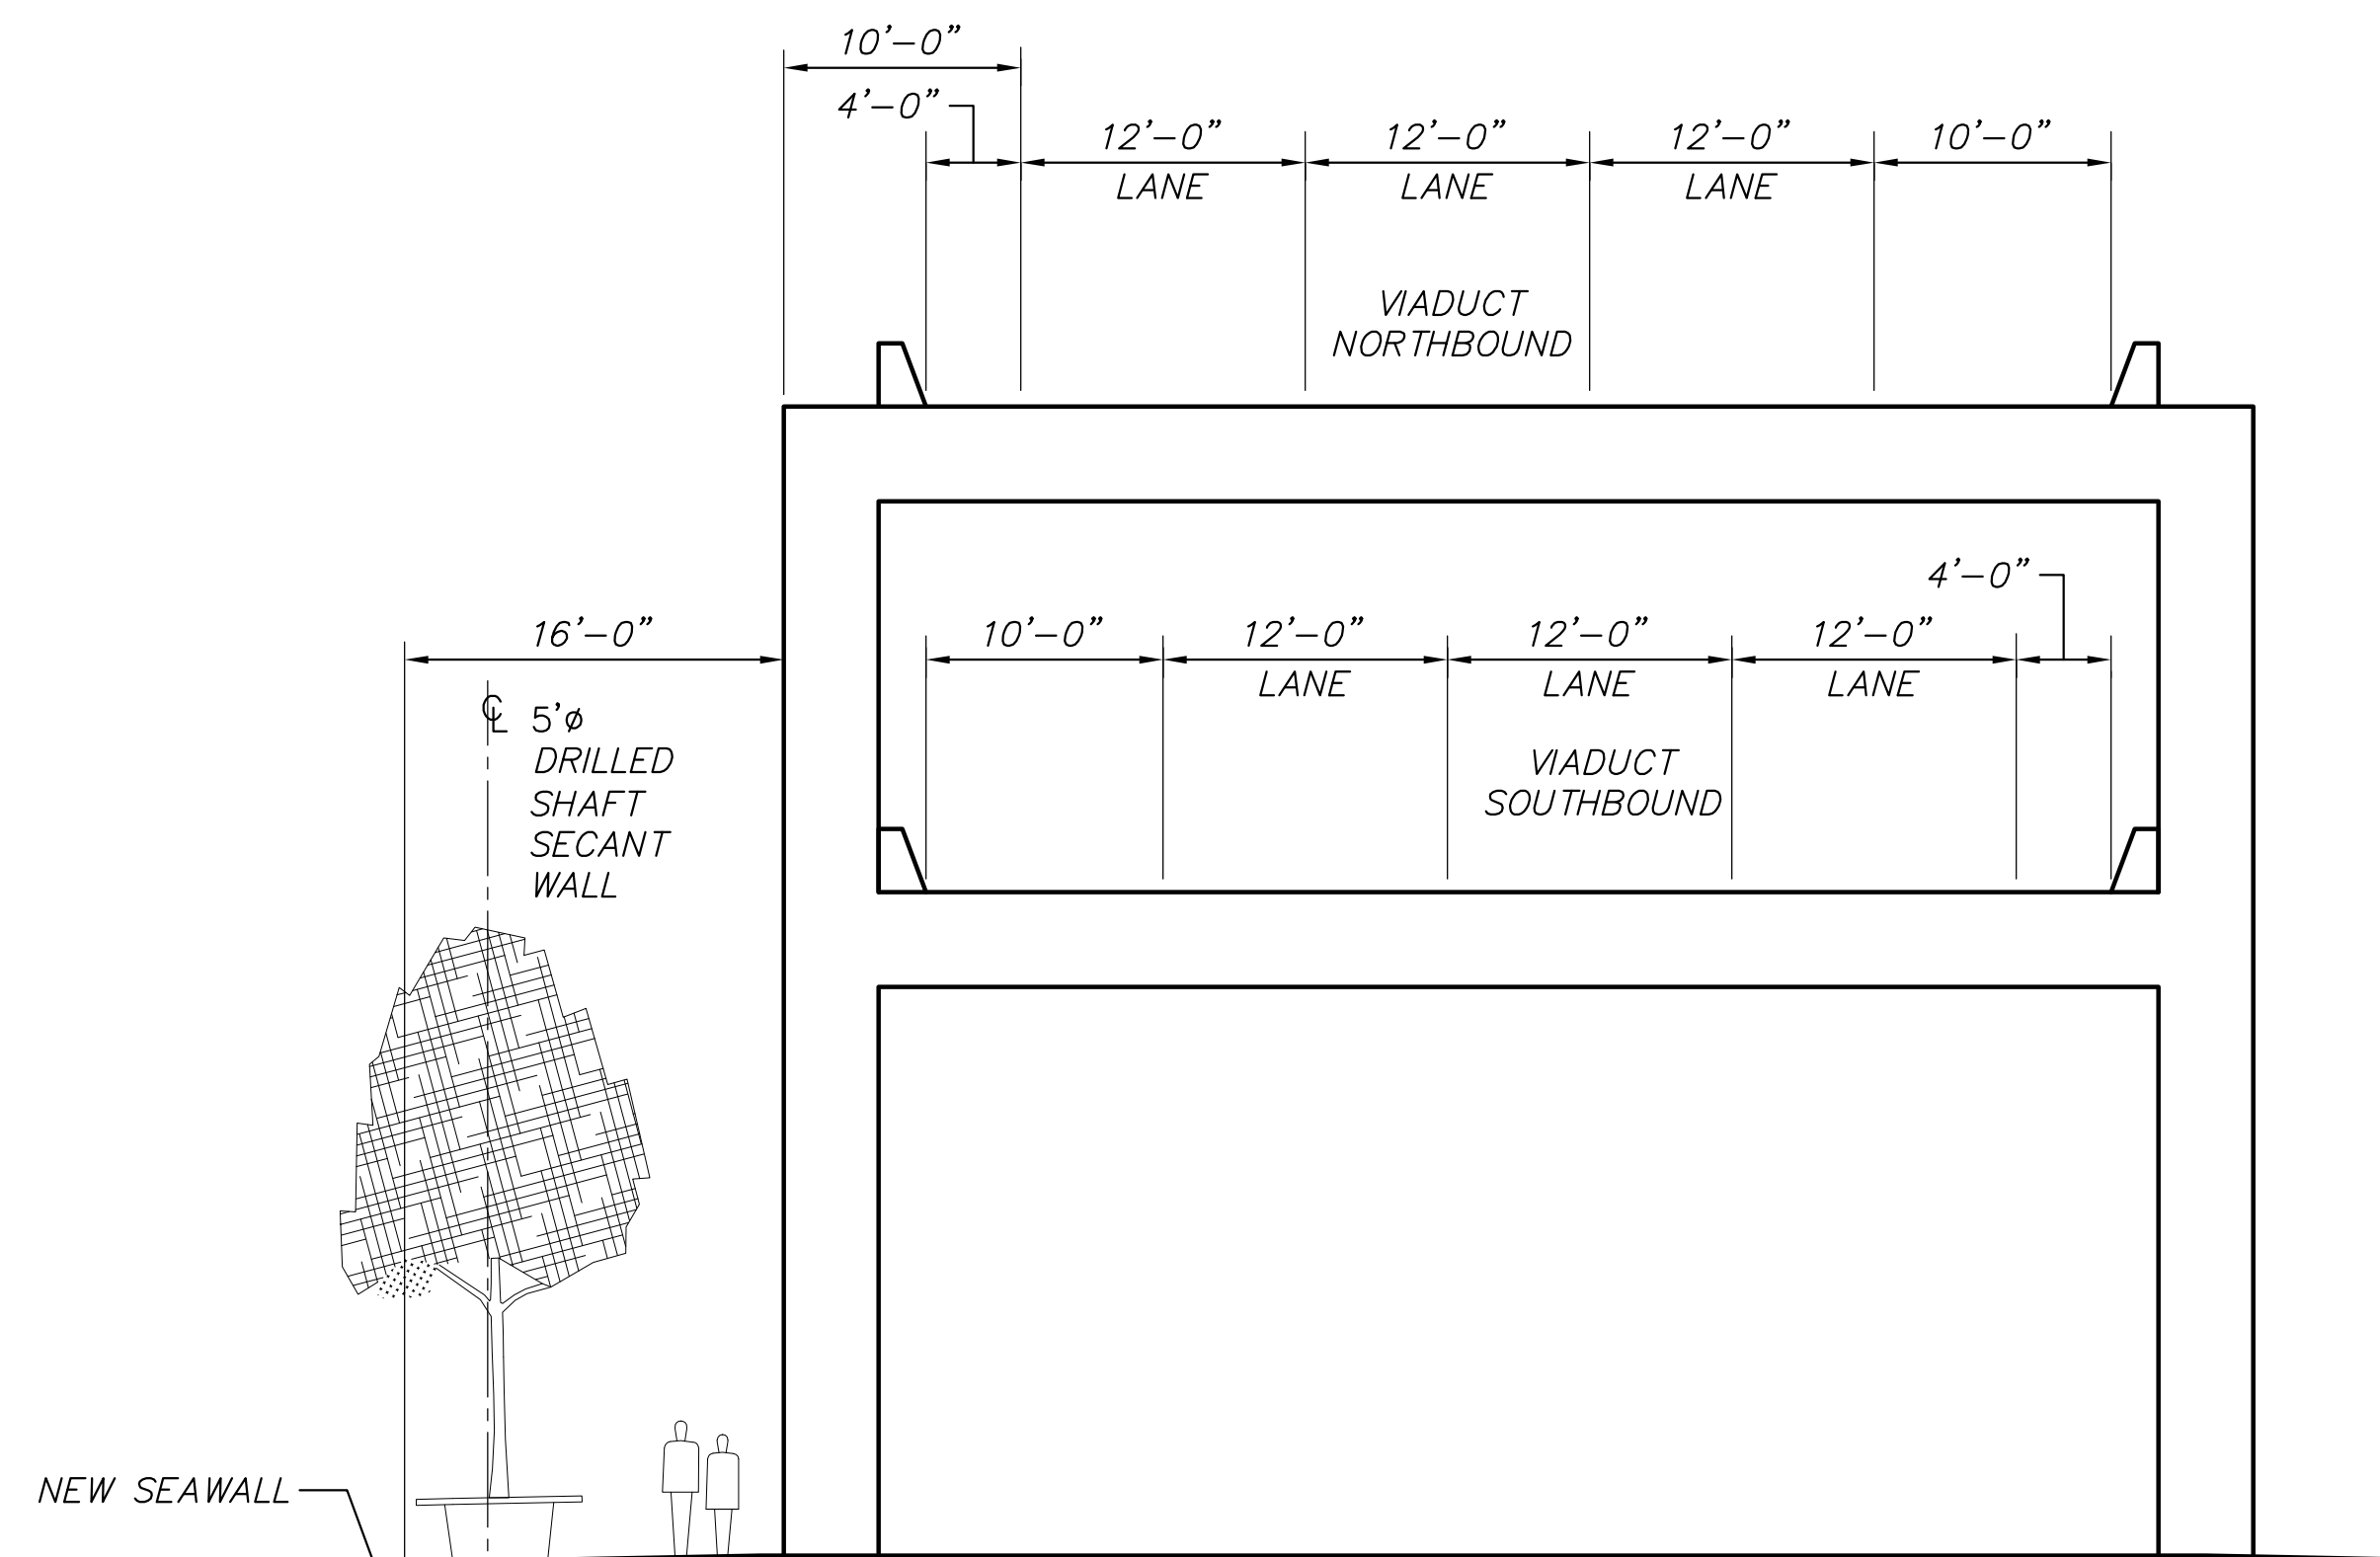 10'-0"
4'-0"
12'-0" 12'-0" 12'-0" 10'-0"
LANE LANE LANE
VIADUCT
NORTHBOUND
4'-0"
16'-0" 10'-0" 12'-0" 12'-0" 12'-0"
LANE LANE LANE
℄ 5'ø
DRILLED
SHAFT
SECANT
WALL
VIADUCT
SOUTHBOUND
NEW SEAWALL